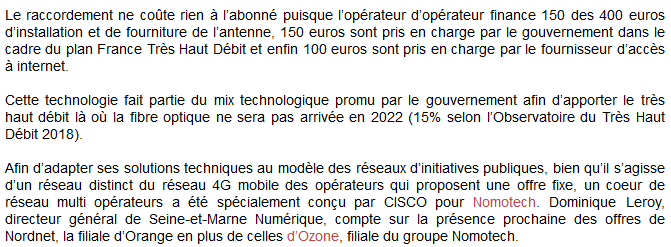 Le raccordement ne coûte rien à l'abonné puisque l'opérateur d'opérateur finance 150 des 400 euros
d'installation et de fourniture de l'antenne, 150 euros sont pris en charge par le gouvernement dans le
cadre du plan France Très Haut Débit et enfin 100 euros sont pris en charge par le fournisseur d'accès
à internet.
Cette technologie fait partie du mix technologique promu par le gouvernement afin d'apporter le très
haut débit là où la fibre optique ne sera pas arrivée en 2022 (15% selon l'Observatoire du Très Haut
Débit 2018).
Afin d'adapter ses solutions techniques au modèle des réseaux d'initiatives publiques, bien qu'il s'agisse
d'un réseau distinct du réseau 4G mobile des opérateurs qui proposent une offre fixe, un coeur de
réseau multi opérateurs a été spécialement conçu par CISCO pour Nomotech. Dominique Leroy,
directeur général de Seine-et-Marne Numérique, compte sur la présence prochaine des offres de
Nordnet, la filiale d'Orange en plus de celles d'Ozone, filiale du groupe Nomotech.